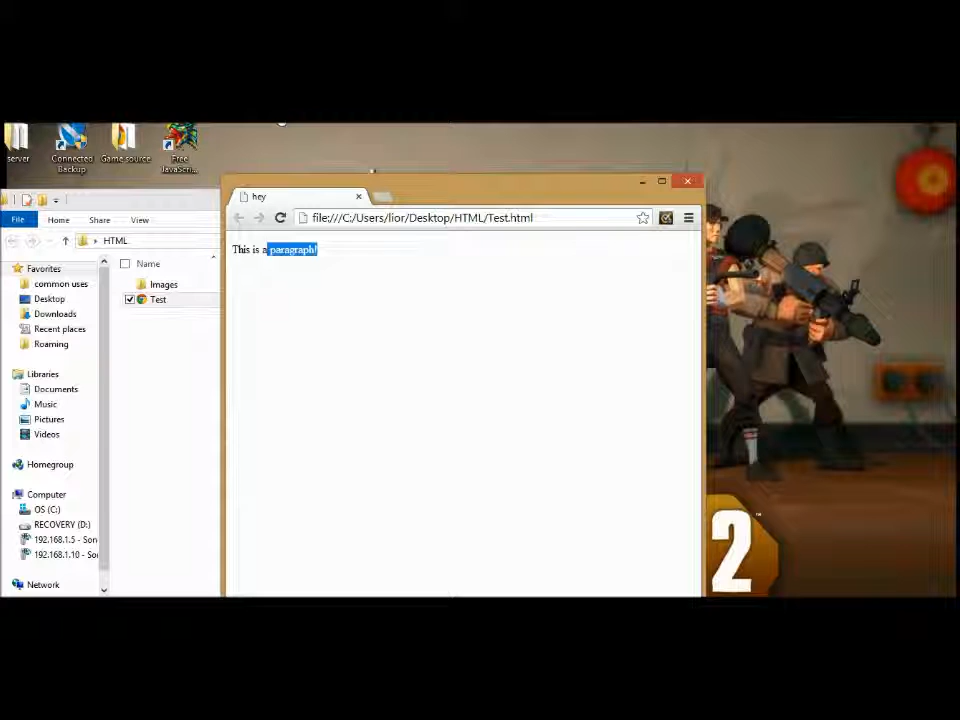 server
Connected Backup
Game source
Free JavaScri...
hey
file:///C:/Users/lior/Desktop/HTML/Test.html
This is a paragraph!
File
Home
Share
View
HTML
Name
Images
Test
Favorites
common uses
Desktop
Downloads
Recent places
Roaming
Libraries
Documents
Music
Pictures
Videos
Homegroup
Computer
OS (C:)
RECOVERY (D:)
192.168.1.5 - Son
192.168.1.10 - So
Network
2